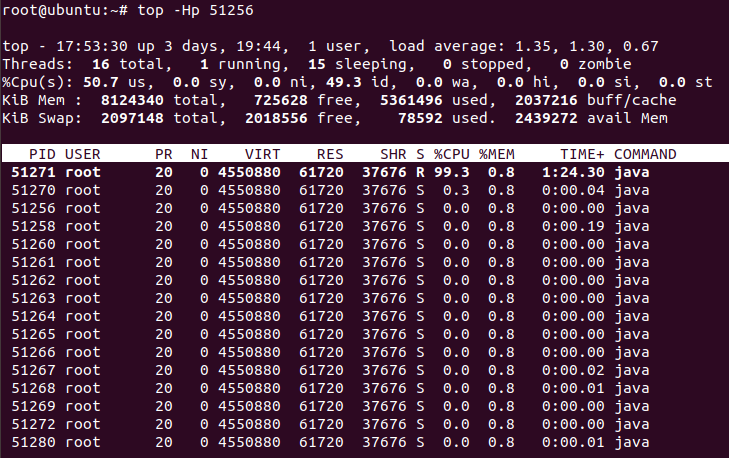 root@ubuntu:~# top -Hp 51256
top - 17:53:30 up 3 days, 19:44,  1 user,  load average: 1.35, 1.30, 0.67
Threads:  16 total,   1 running,  15 sleeping,   0 stopped,   0 zombie
%Cpu(s): 50.7 us,  0.0 sy,  0.0 ni, 49.3 id,  0.0 wa,  0.0 hi,  0.0 si,  0.0 st
KiB Mem :  8124340 total,   725628 free,  5361496 used,  2037216 buff/cache
KiB Swap:  2097148 total,  2018556 free,    78592 used.  2439272 avail Mem
PID USER      PR  NI    VIRT    RES    SHR S %CPU %MEM     TIME+ COMMAND
51271 root      20   0 4550880  61720  37676 R 99.3  0.8   1:24.30 java
51270 root      20   0 4550880  61720  37676 S  0.3  0.8   0:00.04 java
51256 root      20   0 4550880  61720  37676 S  0.0  0.8   0:00.00 java
51258 root      20   0 4550880  61720  37676 S  0.0  0.8   0:00.19 java
51260 root      20   0 4550880  61720  37676 S  0.0  0.8   0:00.00 java
51261 root      20   0 4550880  61720  37676 S  0.0  0.8   0:00.00 java
51262 root      20   0 4550880  61720  37676 S  0.0  0.8   0:00.00 java
51263 root      20   0 4550880  61720  37676 S  0.0  0.8   0:00.00 java
51264 root      20   0 4550880  61720  37676 S  0.0  0.8   0:00.00 java
51265 root      20   0 4550880  61720  37676 S  0.0  0.8   0:00.00 java
51266 root      20   0 4550880  61720  37676 S  0.0  0.8   0:00.00 java
51267 root      20   0 4550880  61720  37676 S  0.0  0.8   0:00.02 java
51268 root      20   0 4550880  61720  37676 S  0.0  0.8   0:00.01 java
51269 root      20   0 4550880  61720  37676 S  0.0  0.8   0:00.00 java
51272 root      20   0 4550880  61720  37676 S  0.0  0.8   0:00.00 java
51280 root      20   0 4550880  61720  37676 S  0.0  0.8   0:00.01 java